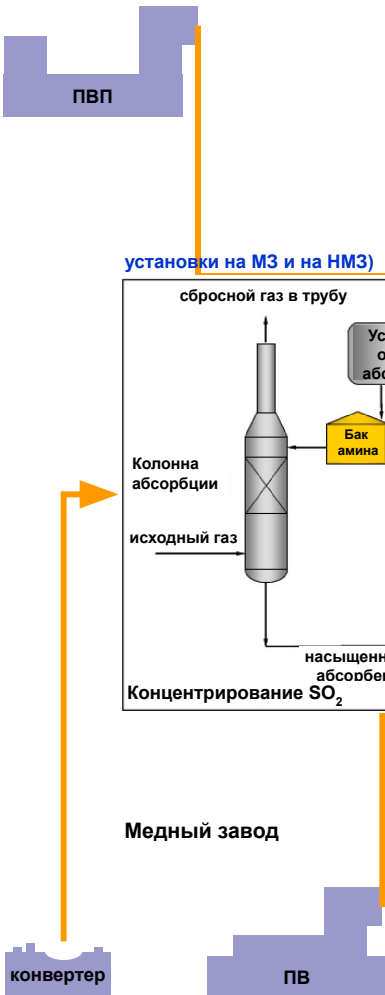 ПВП
установки на МЗ и на НМЗ)
сбросной газ в трубу
Бак
амина
Колонна
абсорбции
исходный газ
Концентрирование SO₂
Медный завод
конвертер
ПВ